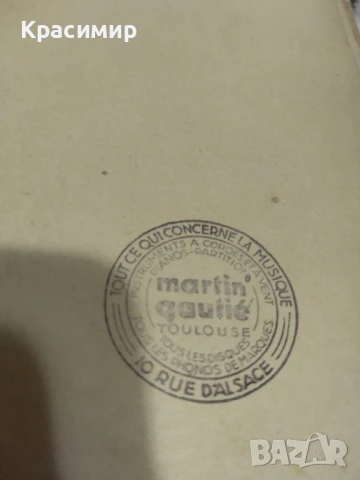 Красимир
TOUT CE QUI CONCERNE LA MUSIQUE
INSTRUMENTS A CORDES ET A VENT
PIANOS-PARTITIONS
martin
gautié
TOULOUSE
TOUS LES DISQUES
TOUS LES PHONOS DE MARQUES
10 RUE D'ALSACE
BAZAR